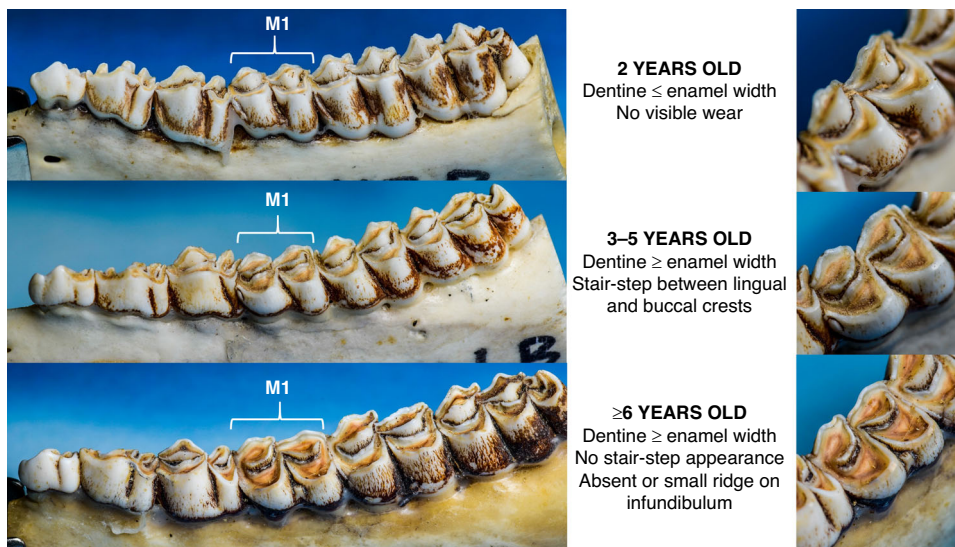 M1
2 YEARS OLD
Dentine ≤ enamel width
No visible wear
M1
3–5 YEARS OLD
Dentine ≥ enamel width
Stair-step between lingual
and buccal crests
M1
≥6 YEARS OLD
Dentine ≥ enamel width
No stair-step appearance
Absent or small ridge on
infundibulum